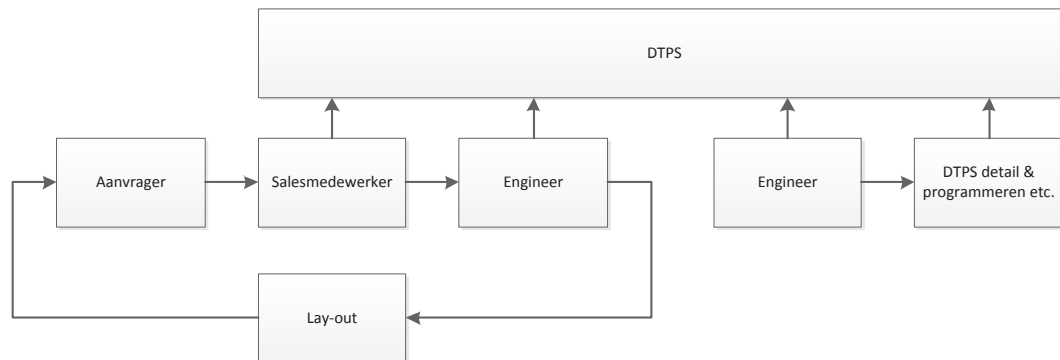 DTPS
Aanvrager
Salesmedewerker
Engineer
Engineer
DTPS detail &
programmeren etc.
Lay-out